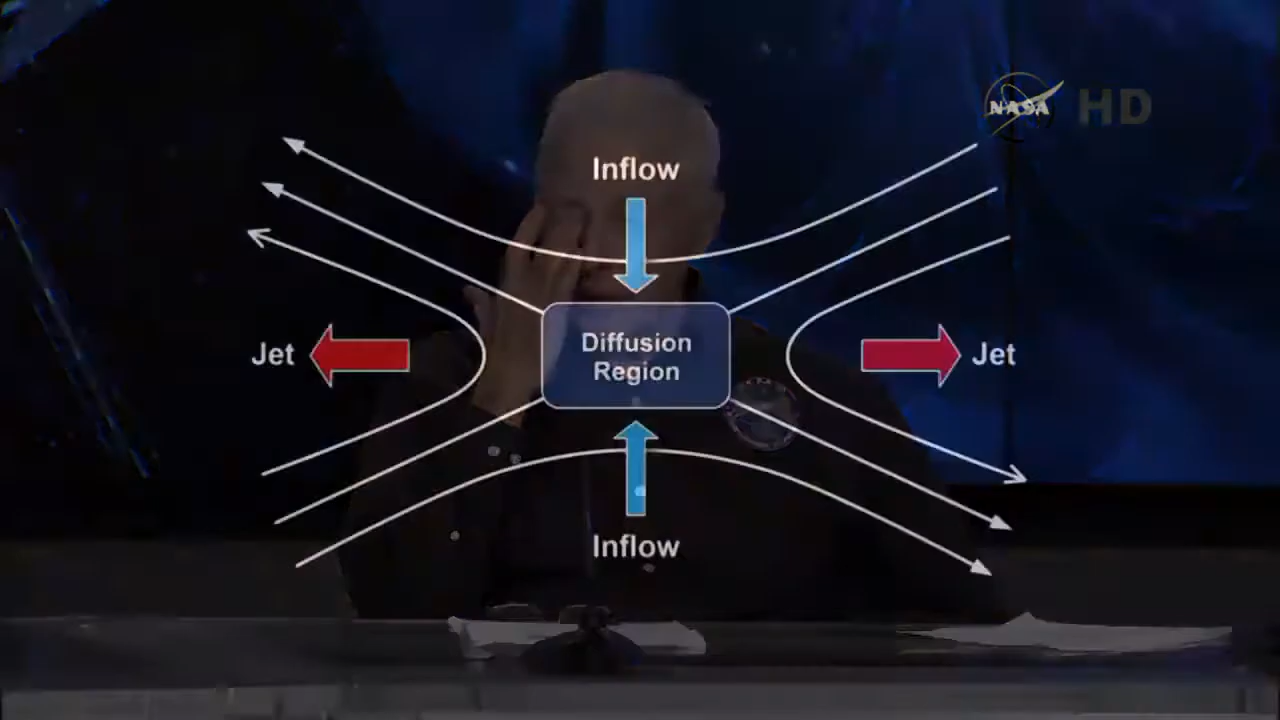 NASA HD
Inflow
Diffusion
Region
Jet
Jet
Inflow